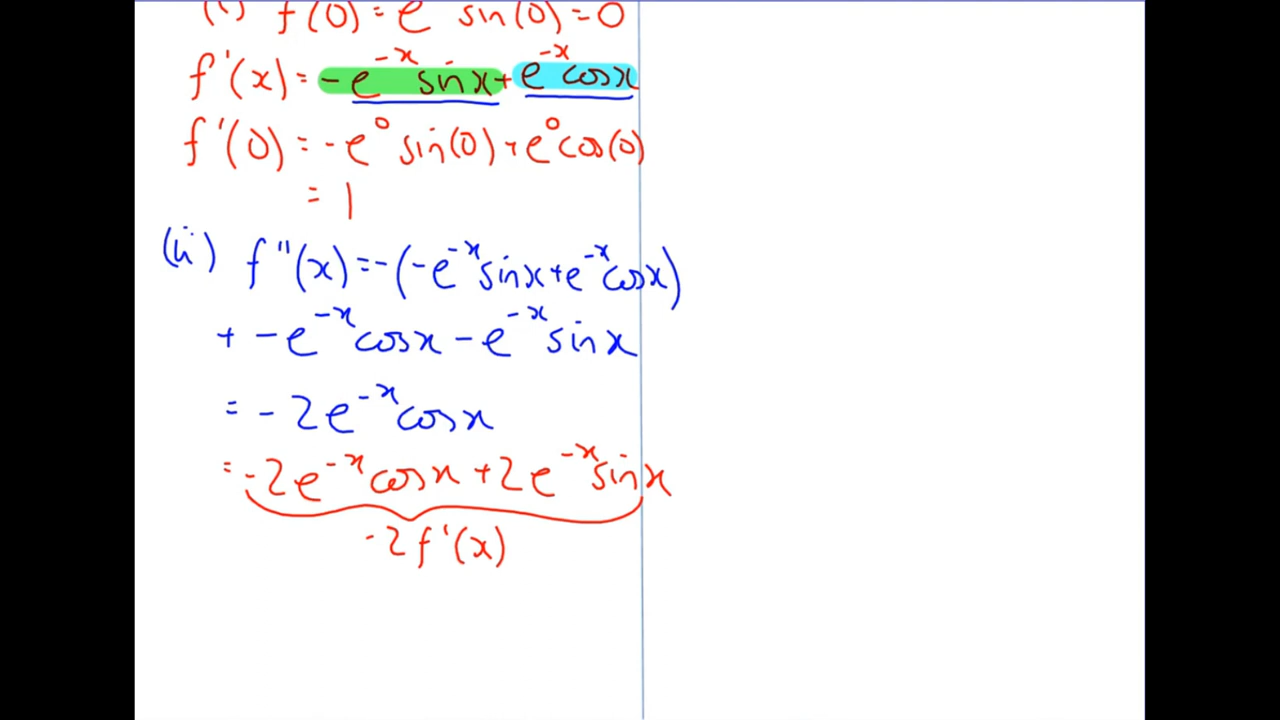 (i) f(0) = e sin(0) = 0
f'(x) = -e^{-x} sinx + e^{-x} cosx
f'(0) = -e^0 sin(0) + e^0 cos(0)
= 1
(ii) f''(x) = -(-e^{-x} sinx + e^{-x} cosx)
+ -e^{-x} cosx - e^{-x} sinx
= -2e^{-x} cosx
= -2e^{-x} cosx + 2e^{-x} sinx
-2f'(x)